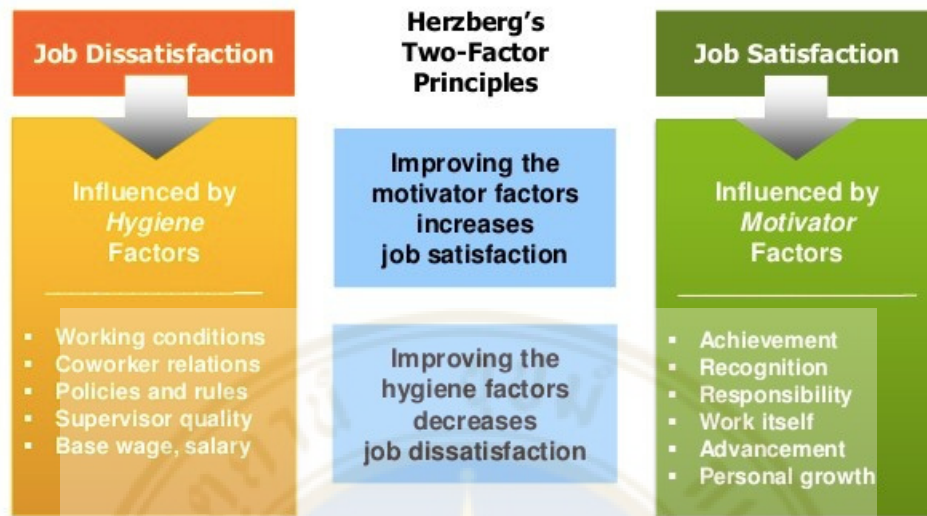 Job Dissatisfaction
Influenced by
Hygiene
Factors
▪ Working conditions
▪ Coworker relations
▪ Policies and rules
▪ Supervisor quality
▪ Base wage, salary
Herzberg's
Two-Factor
Principles
Improving the
motivator factors
increases
job satisfaction
Improving the
hygiene factors
decreases
job dissatisfaction
Job Satisfaction
Influenced by
Motivator
Factors
▪ Achievement
▪ Recognition
▪ Responsibility
▪ Work itself
▪ Advancement
▪ Personal growth